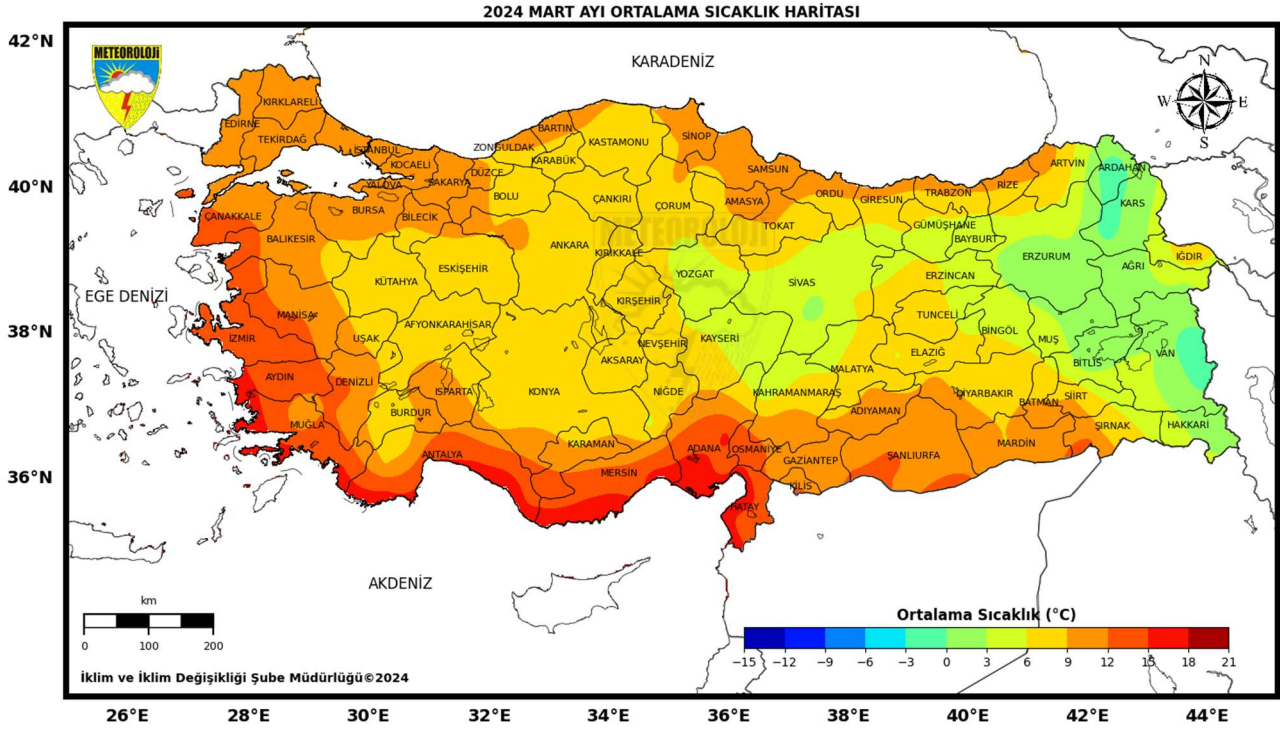 2024 MART AYI ORTALAMA SICAKLIK HARİTASI
42°N
METEOROLOJİ
KARADENİZ
N
W E
S
KIRKLARELİ
EDİRNE
TEKİRDAĞ
İSTANBUL
KOCAELİ
YALOVA
SAKARYA
DÜZCE
ZONGULDAK
BARTIN
KARABÜK
KASTAMONU
SİNOP
SAMSUN
ORDU
GİRESUN
TRABZON
RİZE
ARTVİN
ARDAHAN
40°N
KARS
ÇANAKKALE
BURSA
BİLECİK
BOLU
ÇANKIRI
ÇORUM
AMASYA
TOKAT
GÜMÜŞHANE
BAYBURT
METEOROLOJİ
BALIKESİR
ANKARA
KIRIKKALE
ERZURUM
AĞRI
IĞDIR
ESKİŞEHİR
KÜTAHYA
YOZGAT
SİVAS
ERZİNCAN
EGE DENİZİ
MANİSA
KIRŞEHİR
TUNCELİ
38°N
İZMİR
UŞAK
AFYONKARAHİSAR
NEVŞEHİR
KAYSERİ
BİNGÖL
MUŞ
AKSARAY
ELAZIĞ
BİTLİS
VAN
AYDIN
DENİZLİ
ISPARTA
KONYA
NİĞDE
MALATYA
KAHRAMANMARAŞ
DİYARBAKIR
BATMAN
SİİRT
MUĞLA
BURDUR
ADIYAMAN
ŞIRNAK
HAKKARİ
ANTALYA
KARAMAN
ADANA
OSMANİYE
GAZİANTEP
ŞANLIURFA
MARDİN
36°N
MERSİN
KİLİS
HATAY
AKDENİZ
km
0 100 200
Ortalama Sıcaklık (°C)
−15 −12 −9 −6 −3 0 3 6 9 12 15 18 21
İklim ve İklim Değişikliği Şube Müdürlüğü©2024
26°E 28°E 30°E 32°E 34°E 36°E 38°E 40°E 42°E 44°E